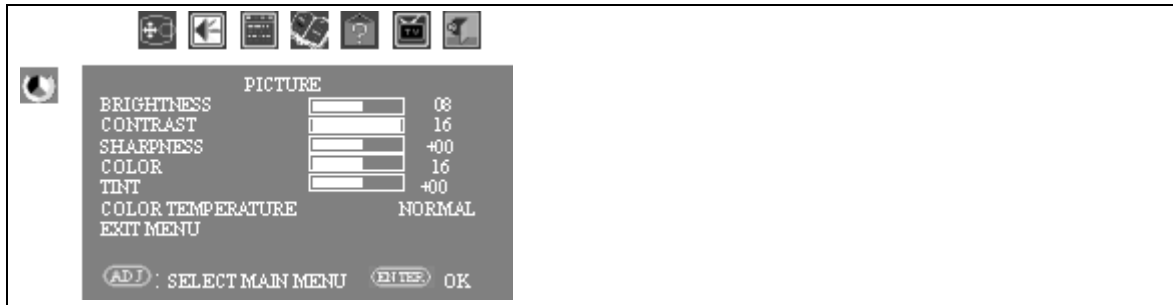 ?
TV
PICTURE
BRIGHTNESS 08
CONTRAST 16
SHARPNESS +00
COLOR 16
TINT +00
COLOR TEMPERATURE NORMAL
EXIT MENU
ADJ : SELECT MAIN MENU ENTER OK